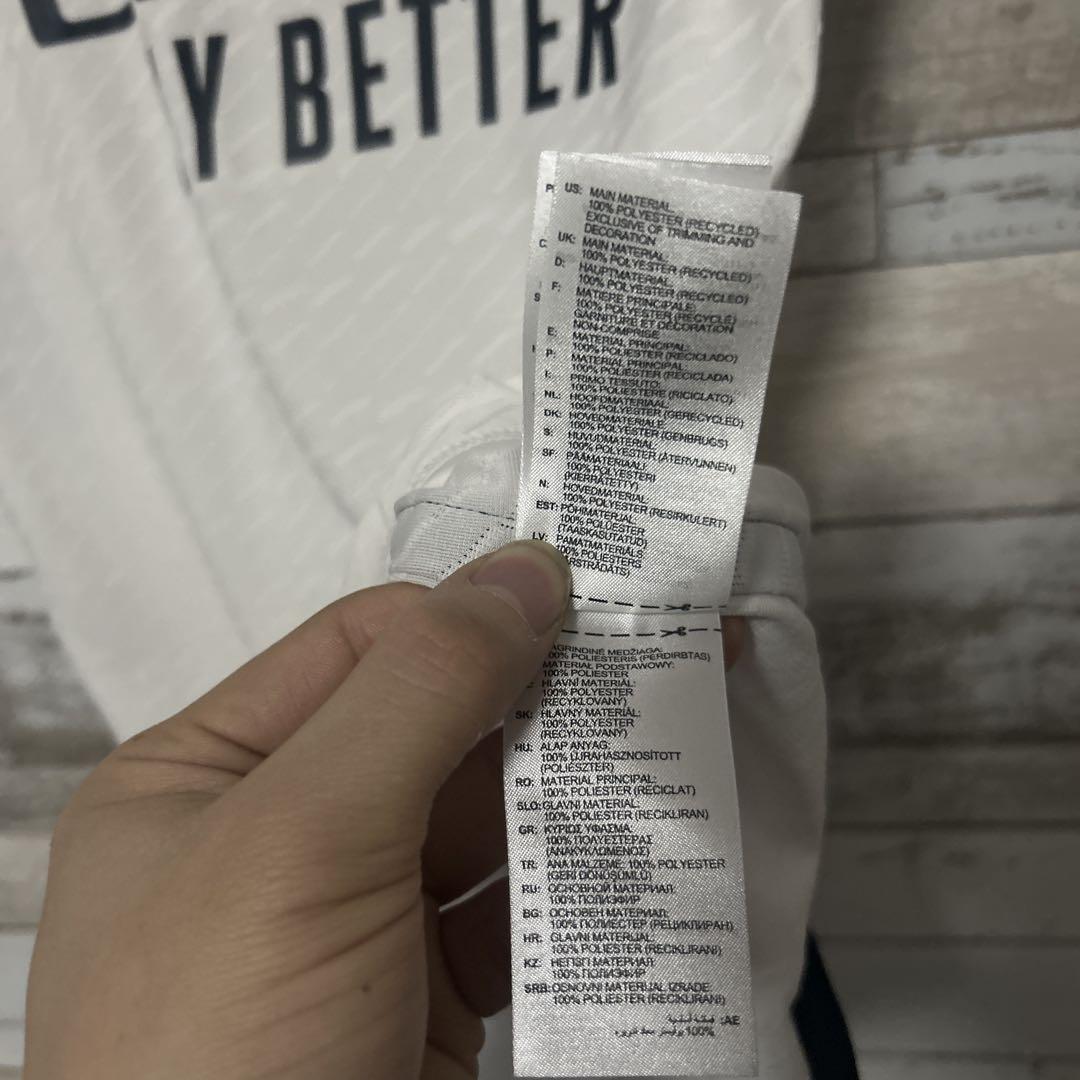 Y BETTER
US: MAIN MATERIAL:
100% POLYESTER (RECYCLED)
EXCLUSIVE OF TRIMMING AND
DECORATION
UK: MAIN MATERIAL:
100% POLYESTER (RECYCLED)
D: HAUPTMATERIAL:
100% POLYESTER (RECYCLED)
F: MATIERE PRINCIPALE:
100% POLYESTER (RECYCLÉ)
GARNITURE ET DÉCORATION
NON-COMPRISE
E: MATERIAL PRINCIPAL:
100% POLIESTER (RECICLADO)
P: MATERIAL PRINCIPAL:
100% POLIESTER (RECICLADA)
I: PRIMO TESSUTO:
100% POLIESTERE (RICICLATO)
NL: HOOFDMATERIAAL:
100% POLYESTER (GERECYCLED)
DK: HOVEDMATERIALE:
100% POLYESTER (GENBRUGS)
S: HUVUDMATERIAL:
100% POLYESTER (ÅTERVUNNEN)
SF: PÄÄMATERIAALI:
100% POLYESTERI
(KIERRÄTETTY)
N: HOVEDMATERIAL:
100% POLYESTER (RESIRKULERT)
EST: PÕHIMATERJAL:
100% POLÜESTER
(TAASKASUTATUD)
LV: PAMATMATERIĀLS
100% POLIESTERS
ĀRSTRĀDĀTS)
AGRINDINĖ MEDŽIAGA:
00% POLIESTERIS (PERDIRBTAS)
MATERIAŁ PODSTAWOWY:
100% POLIESTER
HLAVNÍ MATERIÁL:
100% POLYESTER
(RECYKLOVANÝ)
SK: HLAVNÝ MATERIÁL:
100% POLYESTER
(RECYKLOVANÝ)
HU: ALAP ANYAG:
100% ÚJRAHASZNOSÍTOTT
(POLIÉSZTER)
RO: MATERIAL PRINCIPAL:
100% POLIESTER (RECICLAT)
SLO: GLAVNI MATERIAL:
100% POLIESTER (RECIKLIRAN)
GR: ΚΥΡΙΩΣ ΥΦΑΣΜΑ:
100% ΠΟΛΥΕΣΤΕΡΑΣ
(ΑΝΑΚΥΚΛΩΜΕΝΟΣ)
TR: ANA MALZEME: 100% POLYESTER
(GERİ DÖNÜŞÜMLÜ)
RU: ОСНОВНОЙ МАТЕРИАЛ:
100% ПОЛИЭФИР
BG: ОСНОВЕН МАТЕРИАЛ:
100% ПОЛИЕСТЕР (РЕЦИКЛИРАН)
HR: GLAVNI MATERIJAL:
100% POLIESTER (RECIKLIRANI)
KZ: НЕГІЗГІ МАТЕРИАЛ:
100% ПОЛИЭФИР
SRB: OSNOVNI MATERIJAL IZRADE:
100% POLIESTER (RECIKLIRANI)
AE:
100%